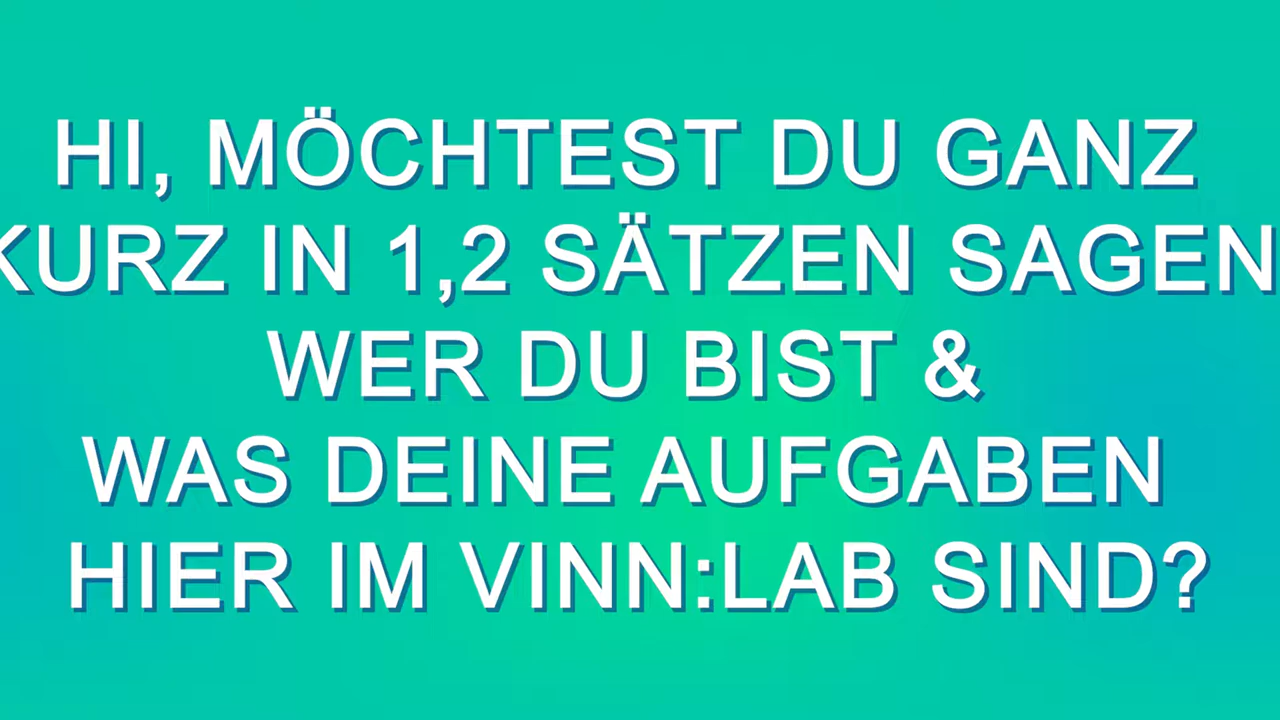 HI, MÖCHTEST DU GANZ
KURZ IN 1,2 SÄTZEN SAGEN
WER DU BIST &
WAS DEINE AUFGABEN
HIER IM VINN:LAB SIND?